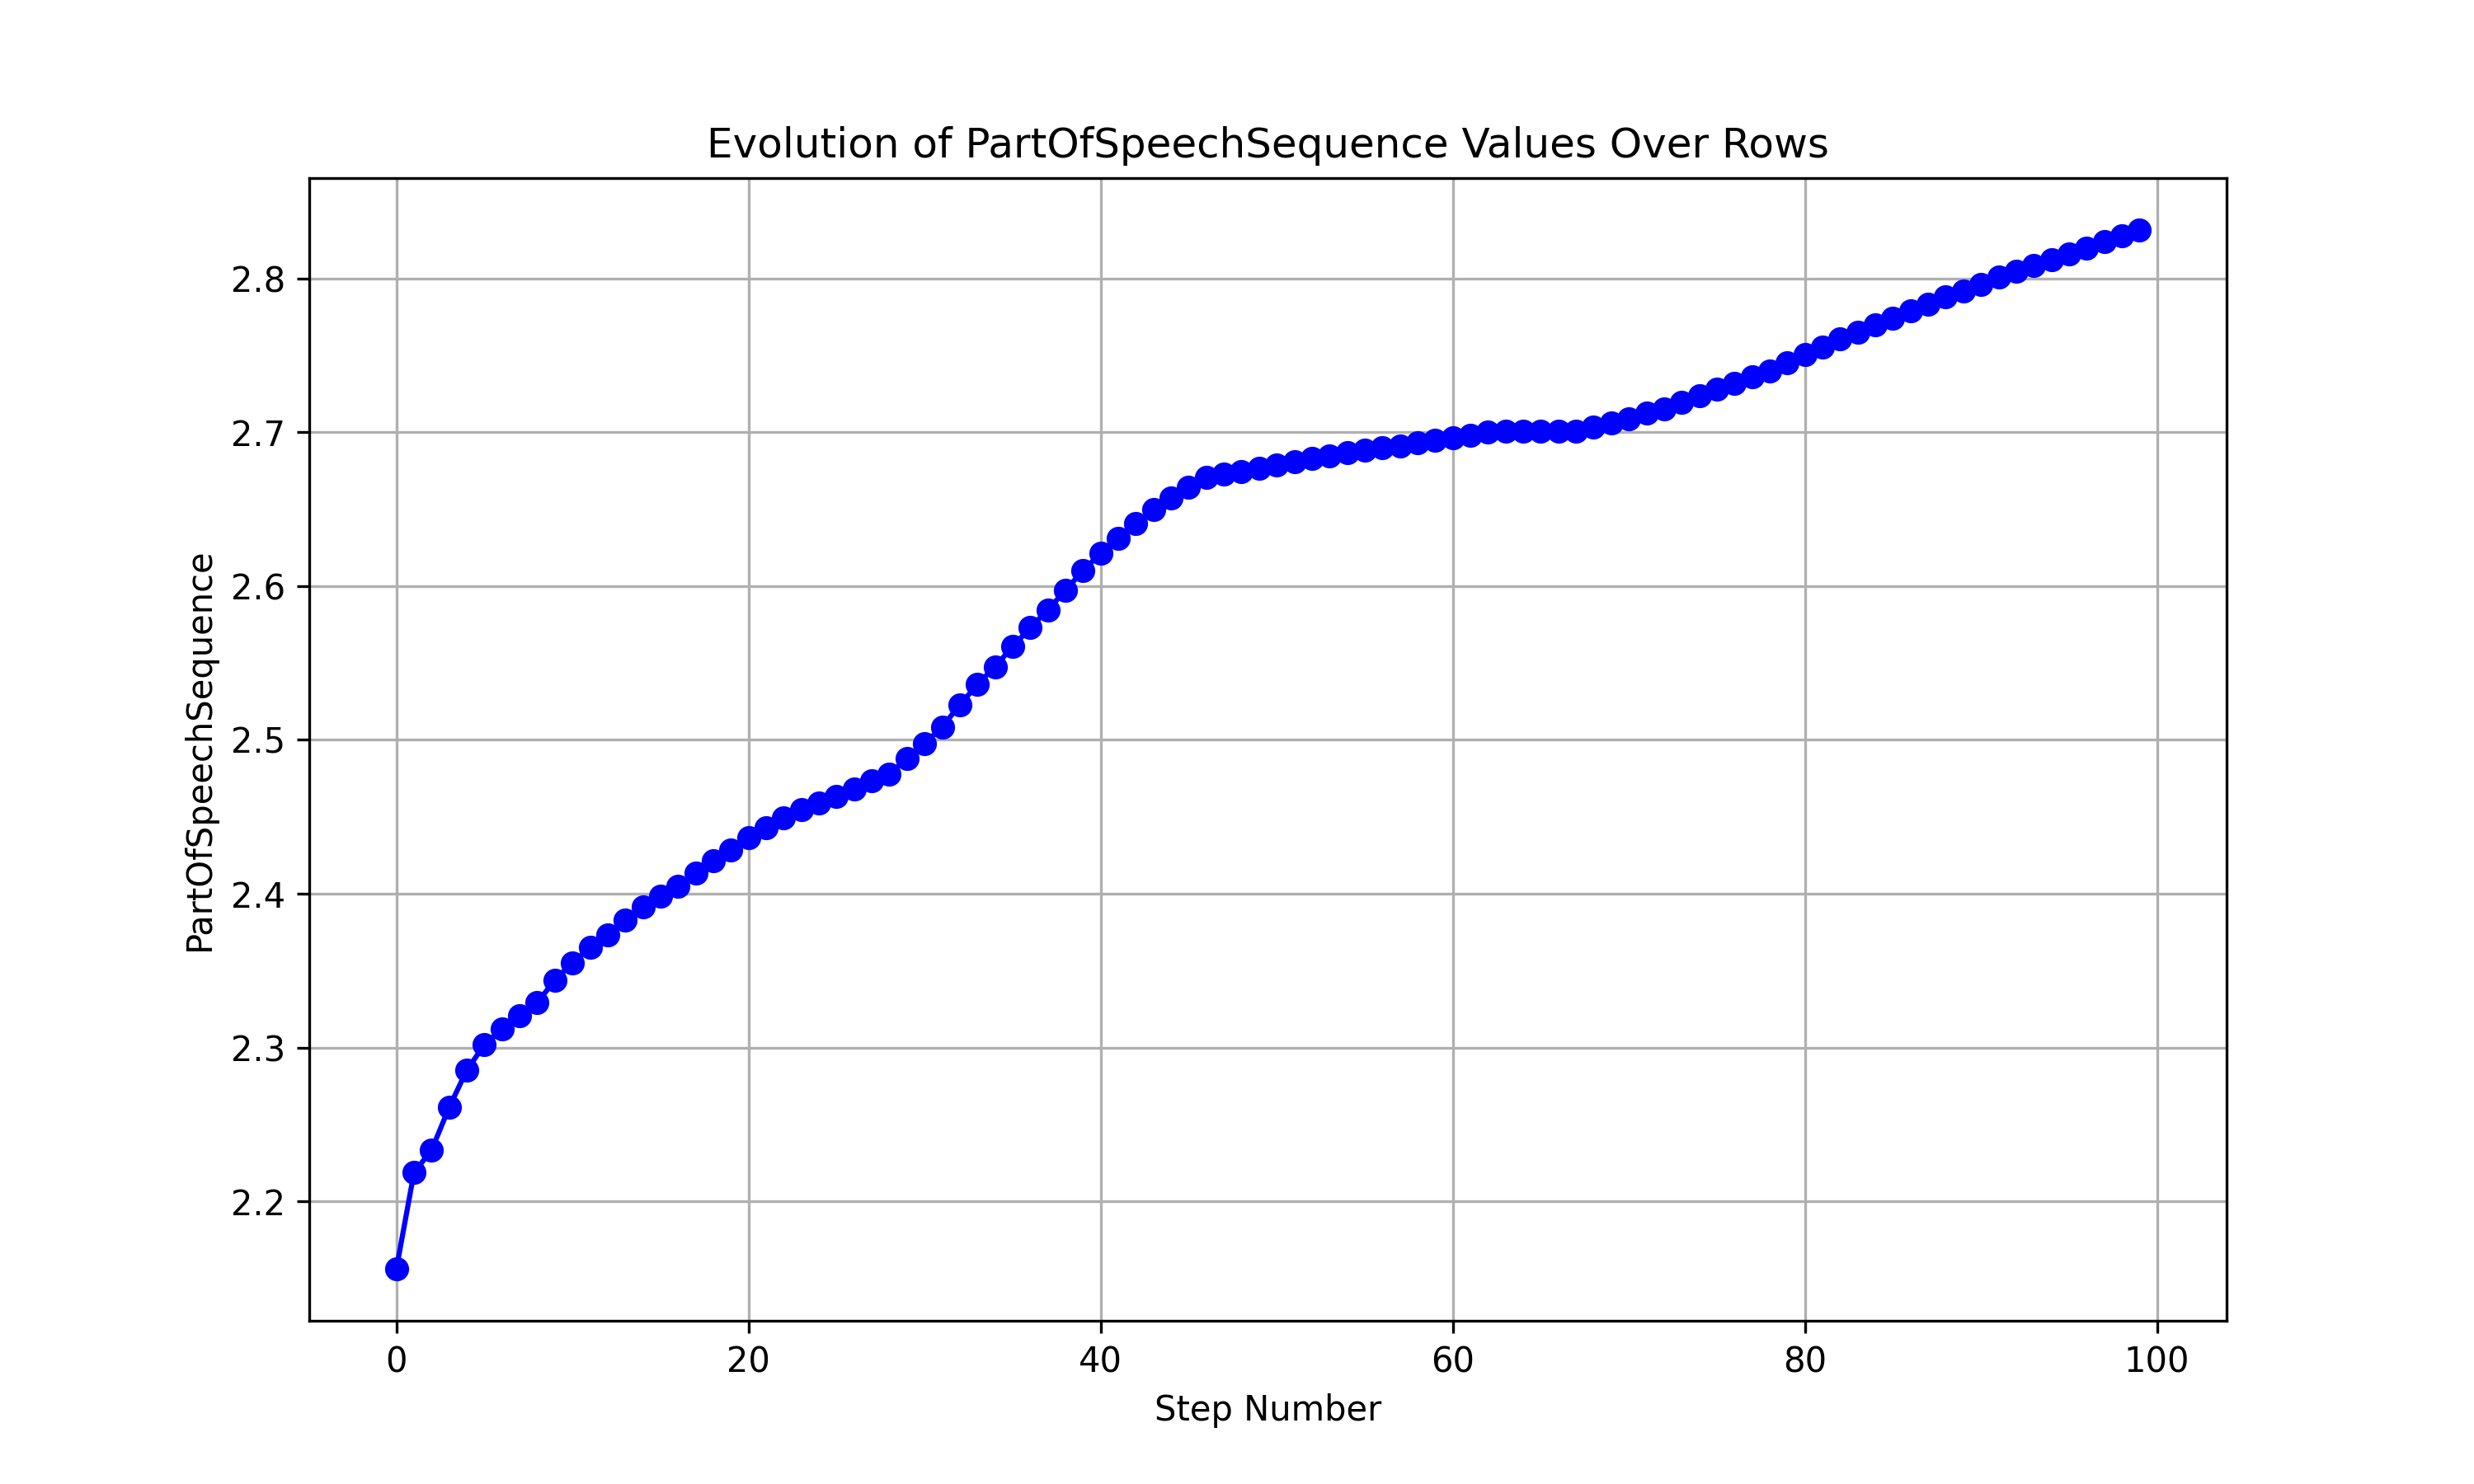 Evolution of PartOfSpeechSequence Values Over Rows
PartOfSpeechSequence
2.8
2.7
2.6
2.5
2.4
2.3
2.2
0 20 40 60 80 100
Step Number